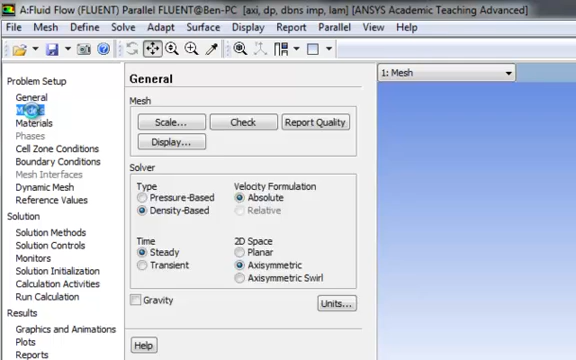 A:Fluid Flow (FLUENT) Parallel FLUENT@Ben-PC [axi, dp, dbns imp, lam] [ANSYS Academic Teaching Advanced]
File Mesh Define Solve Adapt Surface Display Report Parallel View Help
Problem Setup
General
Materials
Phases
Cell Zone Conditions
Boundary Conditions
Mesh Interfaces
Dynamic Mesh
Reference Values
Solution
Solution Methods
Solution Controls
Monitors
Solution Initialization
Calculation Activities
Run Calculation
Results
Graphics and Animations
Plots
Reports
General
Mesh
Scale... Check Report Quality
Display...
Solver
Type Velocity Formulation
Pressure-Based Absolute
Density-Based Relative
Time 2D Space
Steady Planar
Transient Axisymmetric
Axisymmetric Swirl
Gravity Units...
Help
1: Mesh